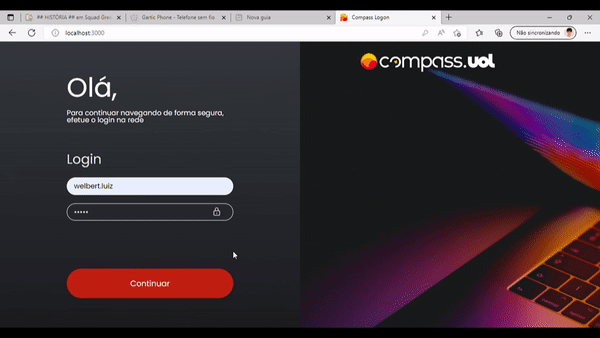 ## HISTÓRIA ## em Squad Gree
Gartic Phone - Telefone sem fio
Nova guia
Compass Logon
localhost:3000
Não sincronizando
Olá,
Para continuar navegando de forma segura,
efetue o login na rede
Login
welbert.luiz
•••••
Continuar
compass.uol